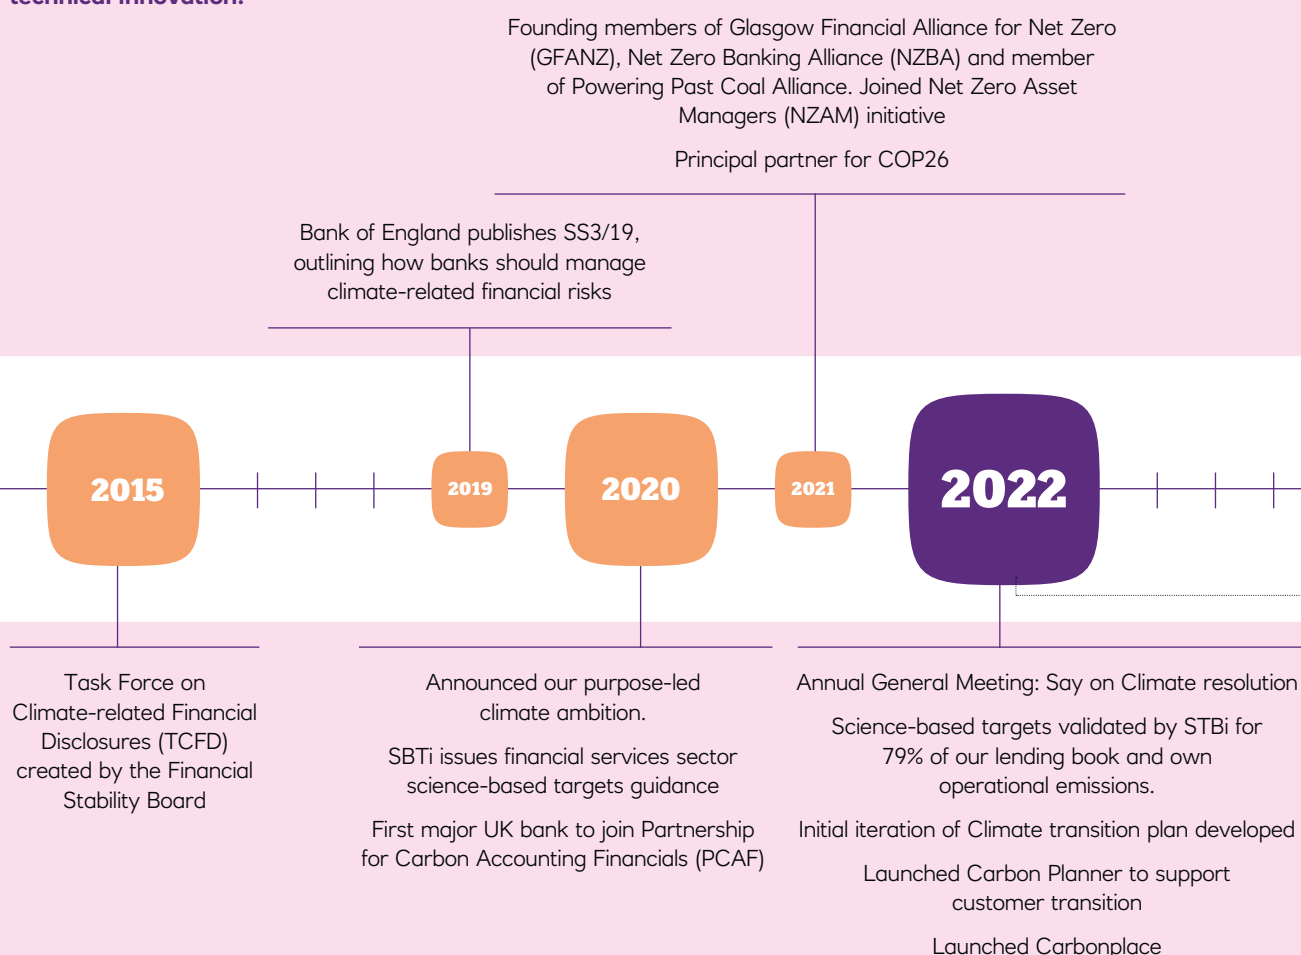 technical innovation.
Founding members of Glasgow Financial Alliance for Net Zero
(GFANZ), Net Zero Banking Alliance (NZBA) and member
of Powering Past Coal Alliance. Joined Net Zero Asset
Managers (NZAM) initiative
Principal partner for COP26
Bank of England publishes SS3/19,
outlining how banks should manage
climate-related financial risks
2015
2019
2020
2021
2022
Task Force on
Climate-related Financial
Disclosures (TCFD)
created by the Financial
Stability Board
Announced our purpose-led
climate ambition.
SBTi issues financial services sector
science-based targets guidance
First major UK bank to join Partnership
for Carbon Accounting Financials (PCAF)
Annual General Meeting: Say on Climate resolution
Science-based targets validated by STBi for
79% of our lending book and own
operational emissions.
Initial iteration of Climate transition plan developed
Launched Carbon Planner to support
customer transition
Launched Carbonplace